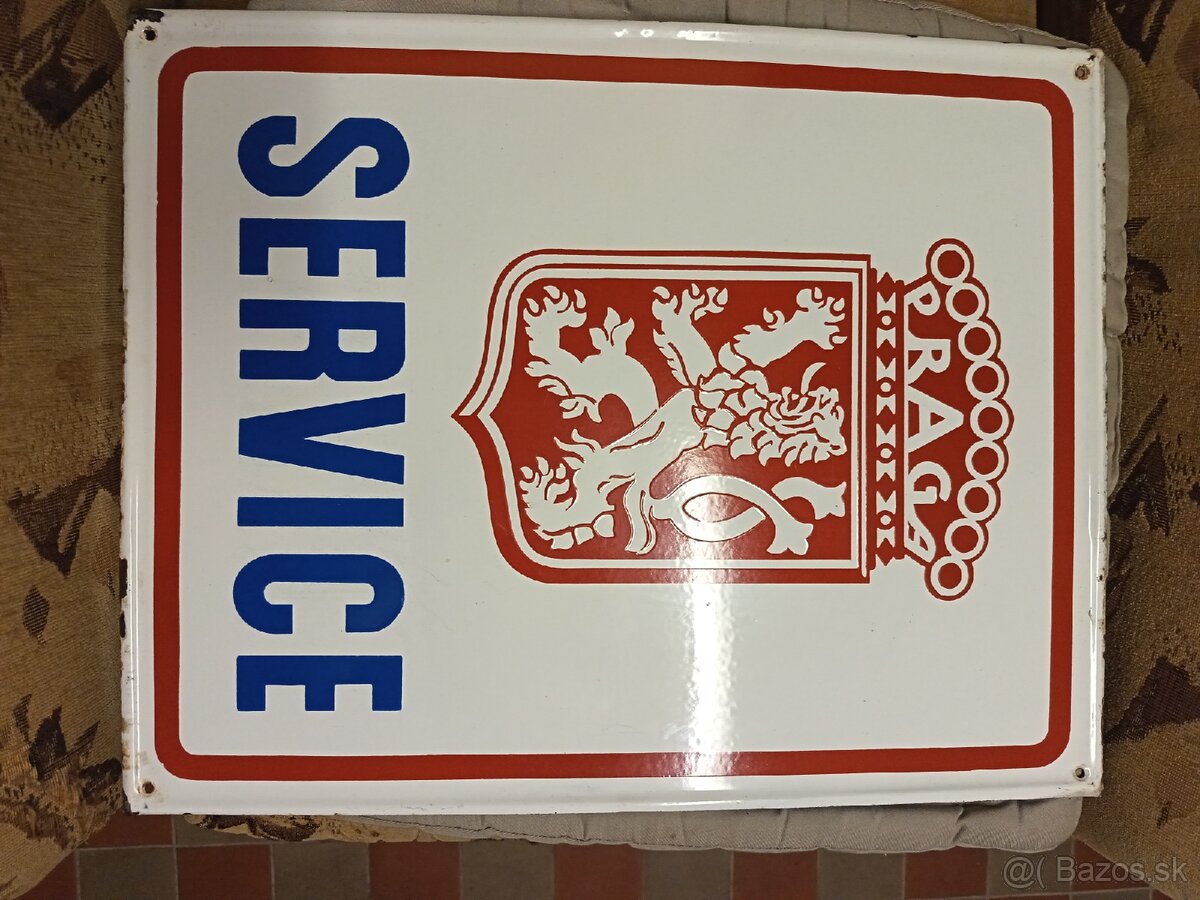 PRAGA
SERVICE
@( Bazos.sk